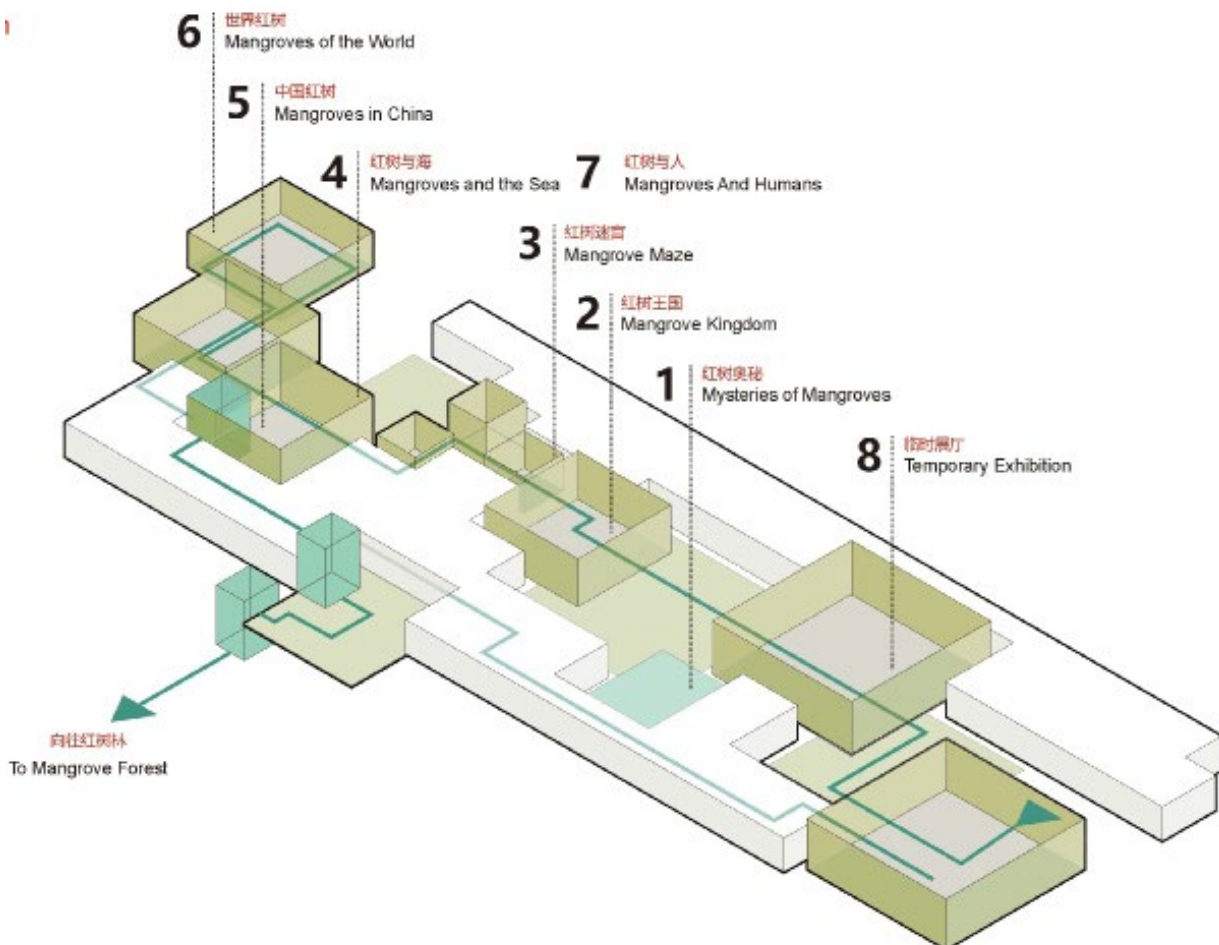 6
世界红树
Mangroves of the World
5
中国红树
Mangroves in China
4
红树与海
Mangroves and the Sea
7
红树与人
Mangroves And Humans
3
红树迷宫
Mangrove Maze
2
红树王国
Mangrove Kingdom
1
红树奥秘
Mysteries of Mangroves
8
临时展厅
Temporary Exhibition
向往红树林
To Mangrove Forest